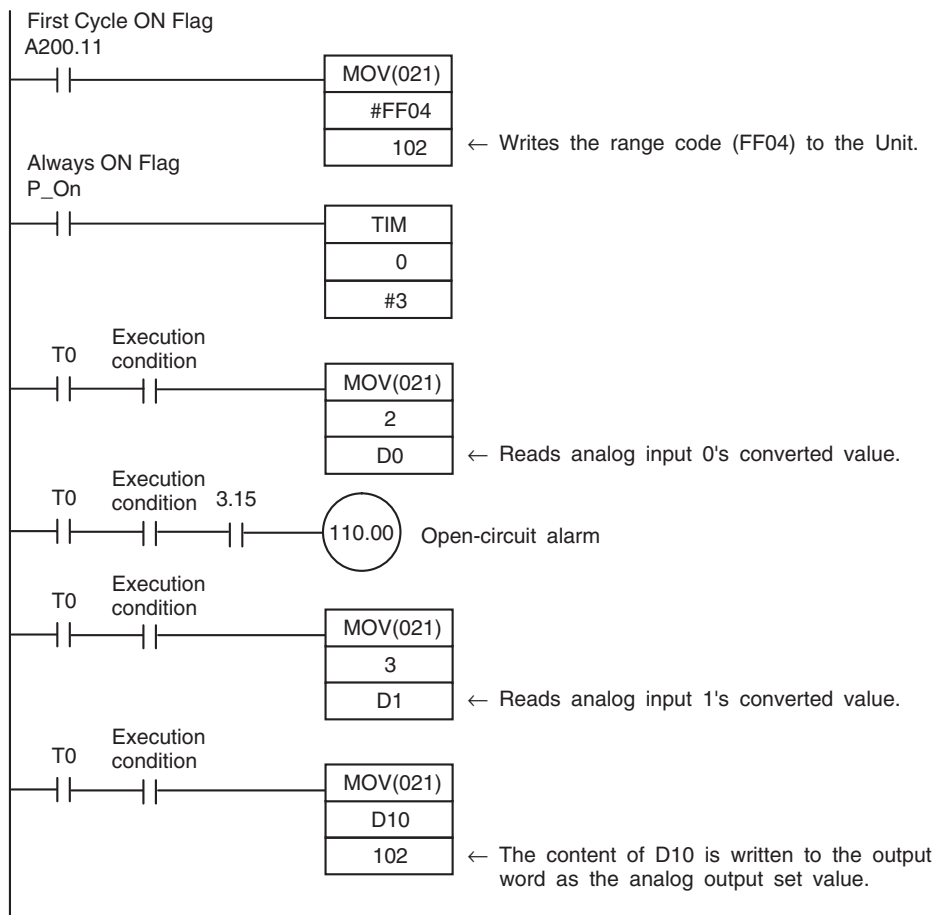 First Cycle ON Flag
A200.11
MOV(021)
#FF04
102 ← Writes the range code (FF04) to the Unit.
Always ON Flag
P_On
TIM
0
#3
T0 Execution condition
MOV(021)
2
D0 ← Reads analog input 0's converted value.
T0 Execution condition 3.15
110.00 Open-circuit alarm
T0 Execution condition
MOV(021)
3
D1 ← Reads analog input 1's converted value.
T0 Execution condition
MOV(021)
D10
102 ← The content of D10 is written to the output
word as the analog output set value.